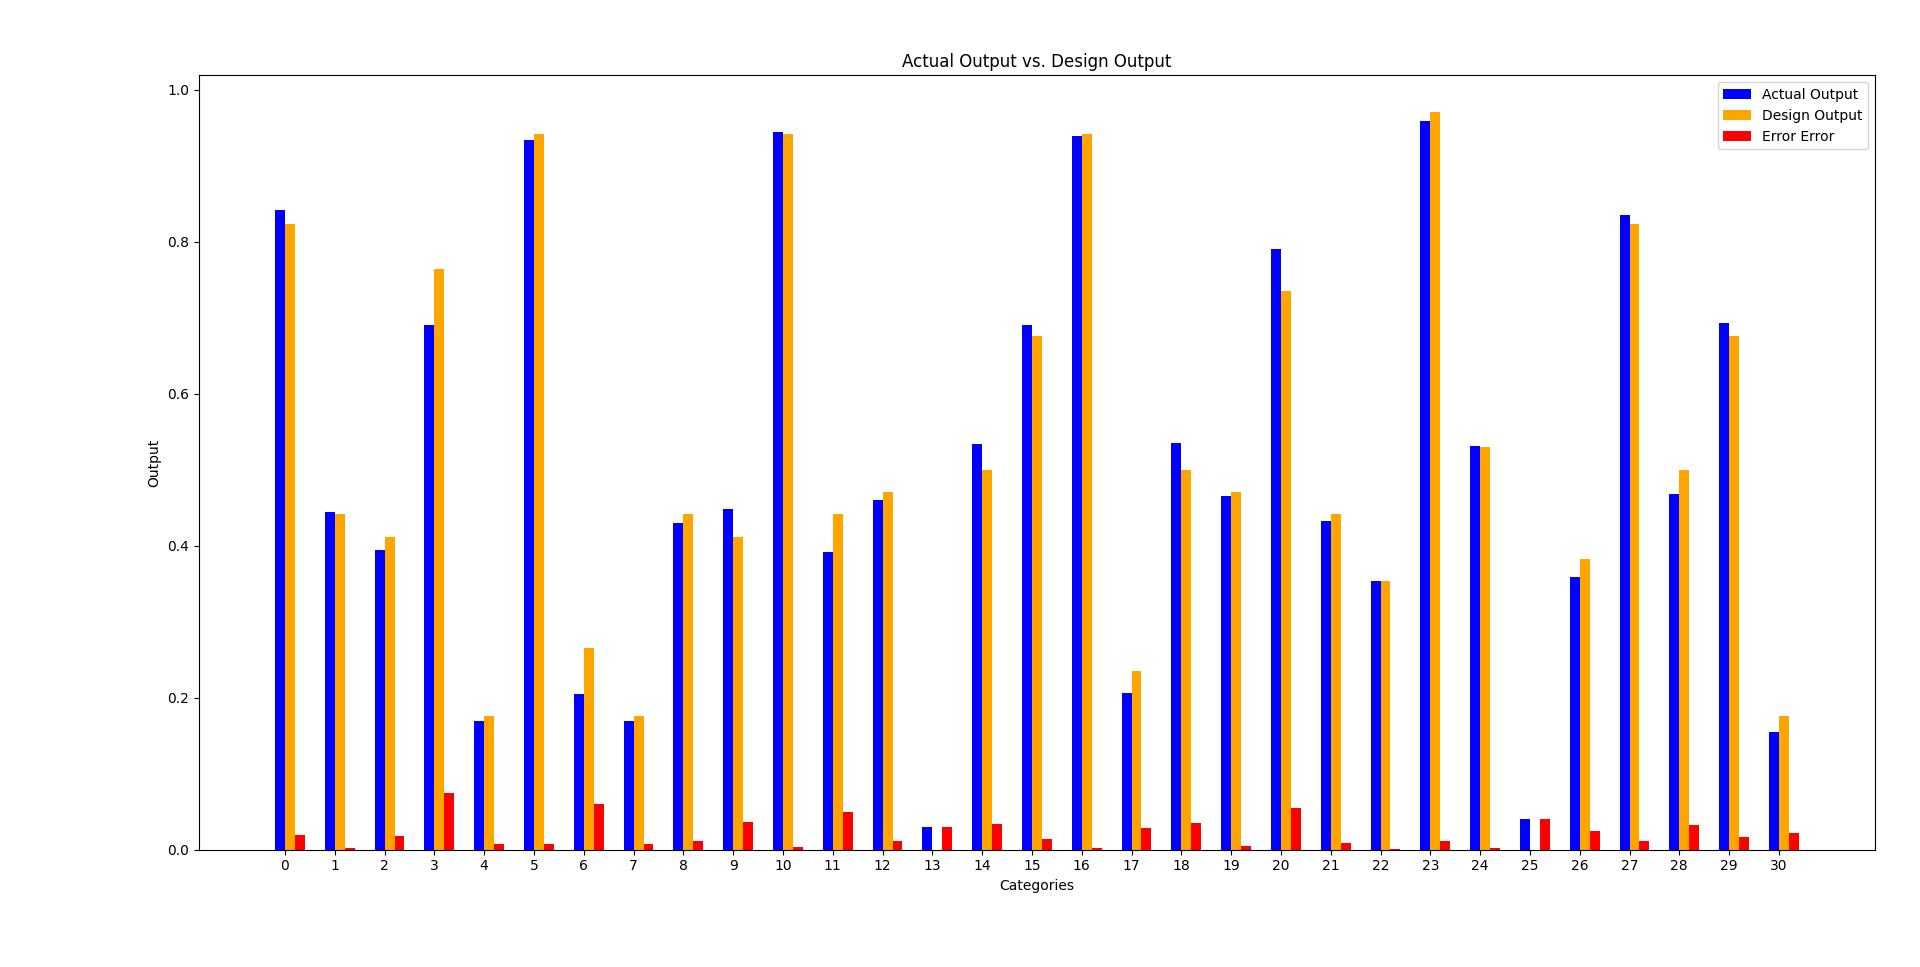 Actual Output vs. Design Output
Actual Output
Design Output
Error Error
1.0
0.8
0.6
0.4
0.2
0.0
Output
0 1 2 3 4 5 6 7 8 9 10 11 12 13 14 15 16 17 18 19 20 21 22 23 24 25 26 27 28 29 30
Categories